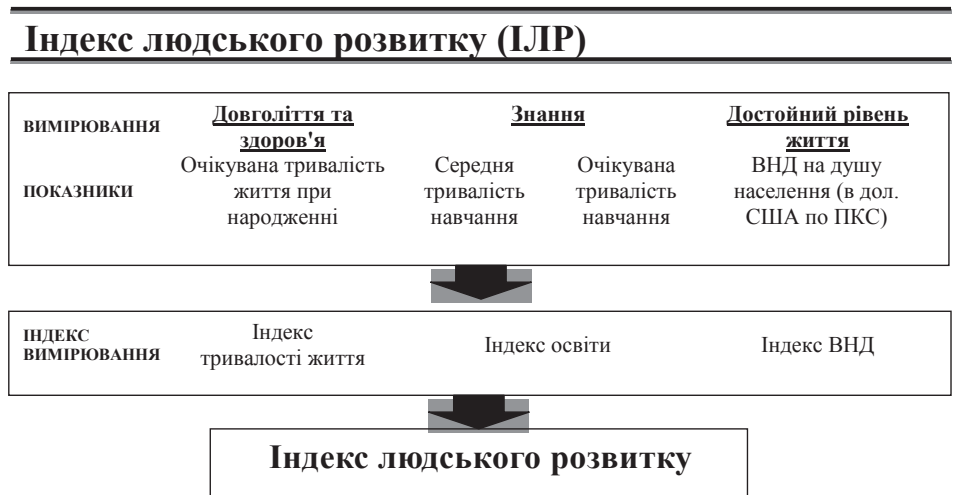 Індекс людського розвитку (ІЛР)
ВИМІРЮВАННЯ
Довголіття та
здоров'я
Знання
Достойний рівень
життя
ПОКАЗНИКИ
Очікувана тривалість
життя при
народженні
Середня
тривалість
навчання
Очікувана
тривалість
навчання
ВНД на душу
населення (в дол.
США по ПКС)
ІНДЕКС
ВИМІРЮВАННЯ
Індекс
тривалості життя
Індекс освіти
Індекс ВНД
Індекс людського розвитку